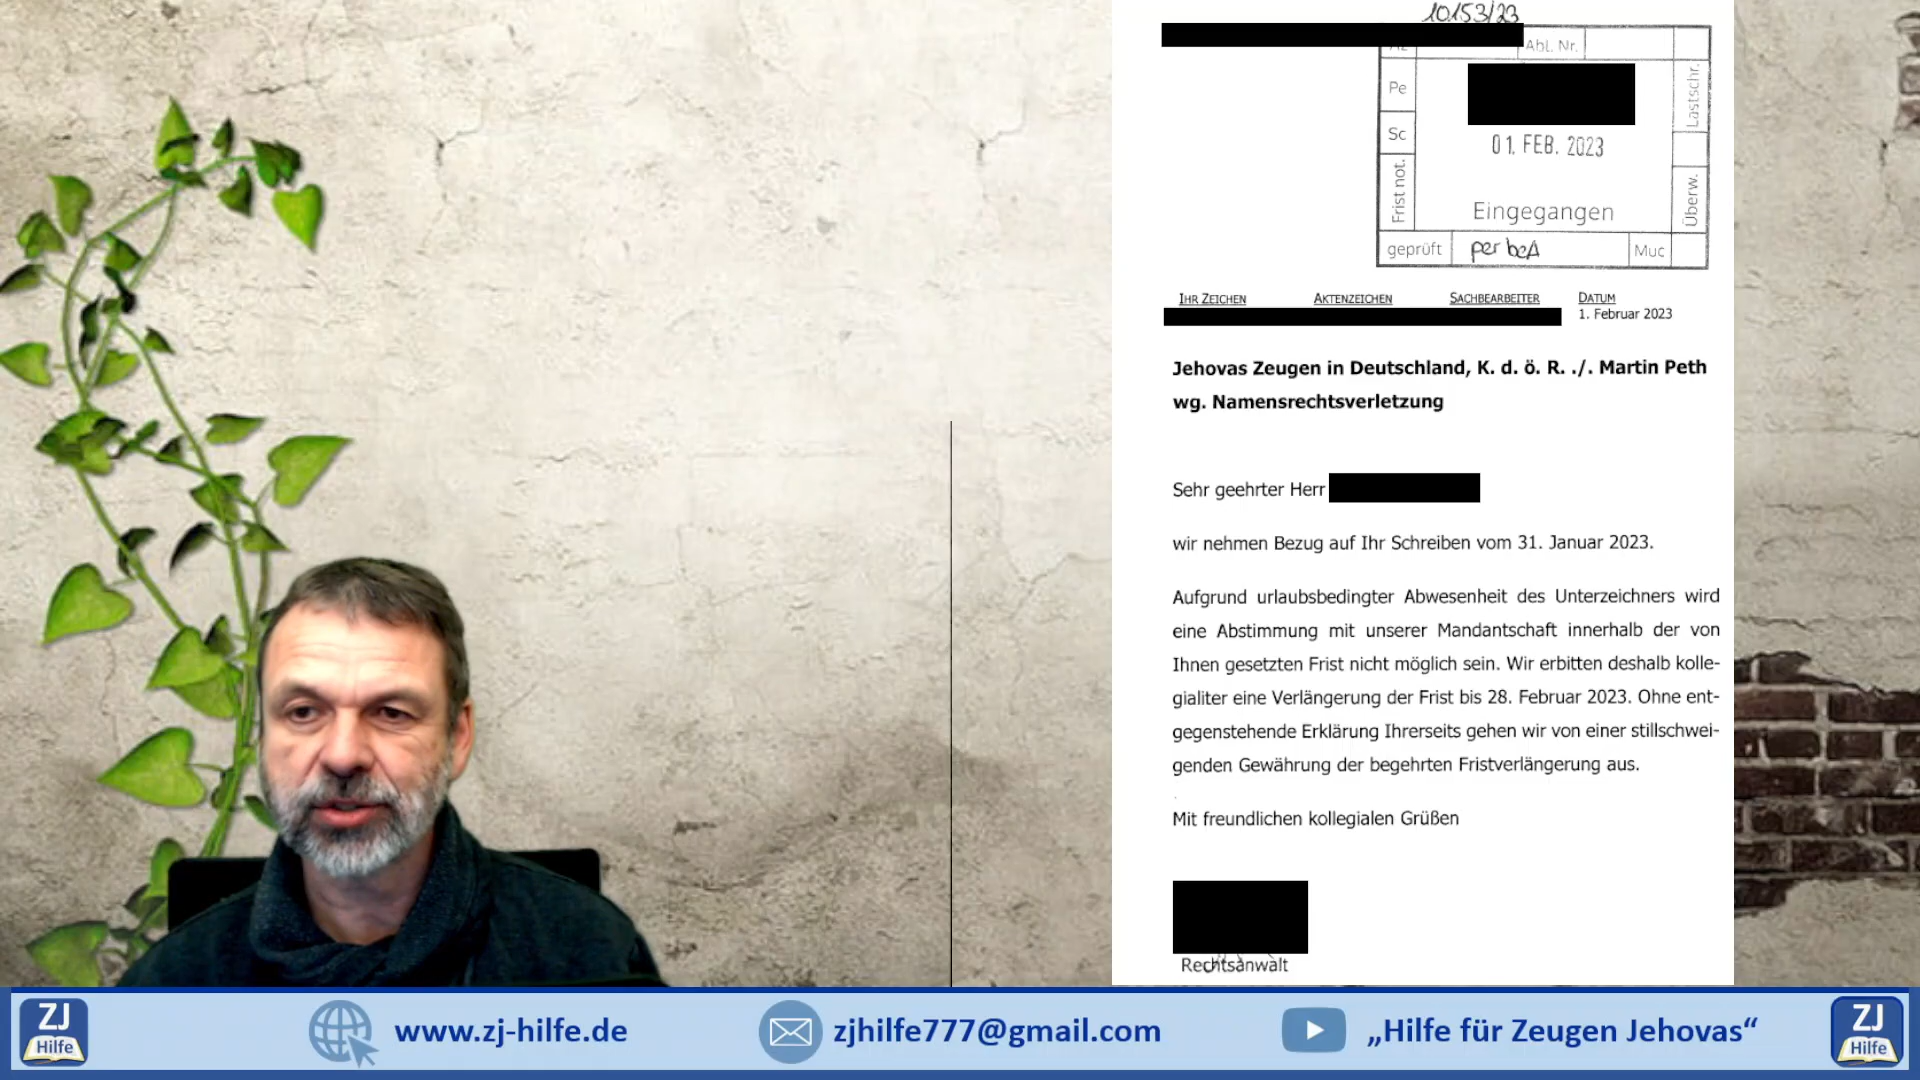 10153/23
Abl. Nr.
Pe
Lastschr.
Sc
01. FEB. 2023
Frist not.
Eingegangen
Überw.
geprüft
per beA
Muc
IHR ZEICHEN
AKTENZEICHEN
SACHBEARBEITER
DATUM
1. Februar 2023
Jehovas Zeugen in Deutschland, K. d. ö. R. ./. Martin Peth
wg. Namensrechtsverletzung
Sehr geehrter Herr
wir nehmen Bezug auf Ihr Schreiben vom 31. Januar 2023.
Aufgrund urlaubsbedingter Abwesenheit des Unterzeichners wird
eine Abstimmung mit unserer Mandantschaft innerhalb der von
Ihnen gesetzten Frist nicht möglich sein. Wir erbitten deshalb kolle-
gialiter eine Verlängerung der Frist bis 28. Februar 2023. Ohne ent-
gegenstehende Erklärung Ihrerseits gehen wir von einer stillschwei-
genden Gewährung der begehrten Fristverlängerung aus.
Mit freundlichen kollegialen Grüßen
Rechtsanwalt
ZJ
Hilfe
www.zj-hilfe.de
zjhilfe777@gmail.com
„Hilfe für Zeugen Jehovas“
ZJ
Hilfe